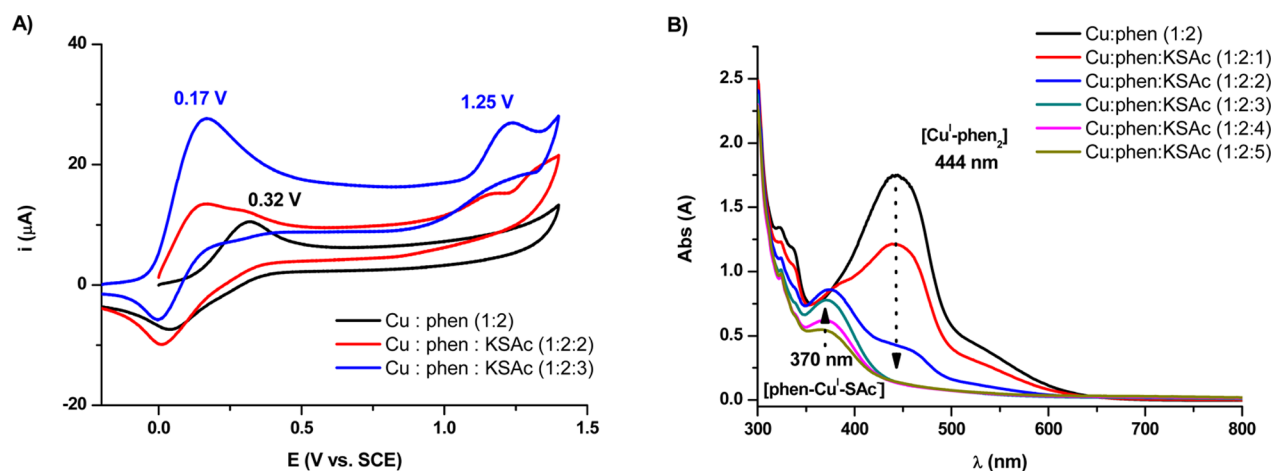 A)
40
20
0
-20
i (µA)
0.17 V
1.25 V
0.32 V
Cu : phen (1:2)
Cu : phen : KSAc (1:2:2)
Cu : phen : KSAc (1:2:3)
0.0
0.5
1.0
1.5
E (V vs. SCE)
B)
2.5
2.0
1.5
1.0
0.5
0.0
Abs (A)
Cu:phen (1:2)
Cu:phen:KSAc (1:2:1)
Cu:phen:KSAc (1:2:2)
Cu:phen:KSAc (1:2:3)
Cu:phen:KSAc (1:2:4)
Cu:phen:KSAc (1:2:5)
[Cuᴵ-phen₂]
444 nm
370 nm
[phen-Cuᴵ-SAc]
300
400
500
600
700
800
λ (nm)